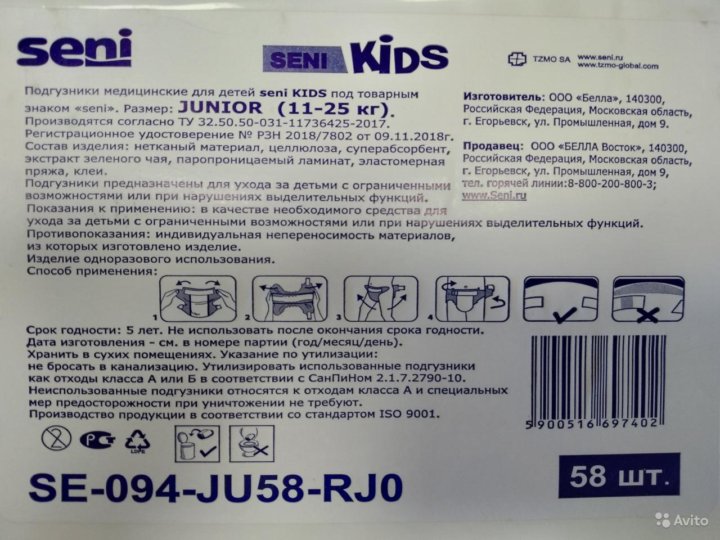 seni
SENI KIDS
TZMO SA
www.seni.ru
www.tzmo-global.com
Подгузники медицинские для детей seni KIDS под товарным
знаком «seni». Размер: JUNIOR (11-25 кг).
Производятся согласно ТУ 32.50.50-031-11736425-2017.
Регистрационное удостоверение № РЗН 2018/7802 от 09.11.2018г.
Состав изделия: нетканый материал, целлюлоза, суперабсорбент,
экстракт зеленого чая, паропроницаемый ламинат, эластомерная
пряжа, клеи.
Подгузники предназначены для ухода за детьми с ограниченными
возможностями или при нарушениях выделительных функций.
Показания к применению: в качестве необходимого средства для
ухода за детьми с ограниченными возможностями или при нарушениях выделительных функций.
Противопоказания: индивидуальная непереносимость материалов,
из которых изготовлено изделие.
Изделие одноразового использования.
Способ применения:
Изготовитель: ООО «Белла», 140300,
Российская Федерация, Московская область,
г. Егорьевск, ул. Промышленная, дом 9.
Продавец: ООО «БЕЛЛА Восток», 140300,
Российская Федерация, Московская область,
г. Егорьевск, ул. Промышленная, дом 9,
тел. горячей линии:8-800-200-800-3;
www.Seni.ru
1 2 3 4
Срок годности: 5 лет. Не использовать после окончания срока годности.
Дата изготовления – см. в номере партии (год/месяц/день).
Хранить в сухих помещениях. Указание по утилизации:
не бросать в канализацию. Утилизировать использованные подгузники
как отходы класса А или Б в соответствии с СанПиНом 2.1.7.2790-10.
Неиспользованные подгузники относятся к отходам класса А и специальных
мер предосторожности при уничтожении не требуют.
Производство продукции в соответствии со стандартом ISO 9001.
5900516697402
2
LDPE
SE-094-JU58-RJ0
58 шт.
Avito